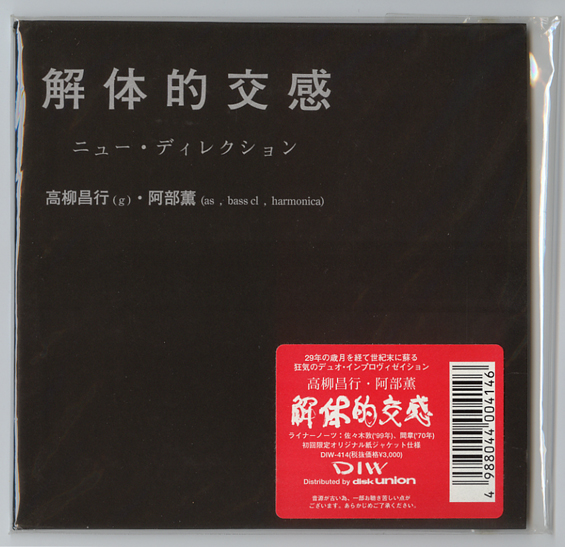 解体的交感
ニュー・ディレクション
高柳昌行 (g)・阿部薫 (as , bass cl , harmonica)
29年の歳月を経て世紀末に蘇る
狂気のデュオ・インプロヴィゼイション
高柳昌行・阿部薫
解体的交感
ライナーノーツ：佐々木敦('99年)、間章('70年)
初回限定オリジナル紙ジャケット仕様
DIW-414(税抜価格¥3,000)
DIW
Distributed by disk union
音源が古い為、一部お聴き苦しい点が
ございます。あらかじめご了承ください。
4 988044 004146